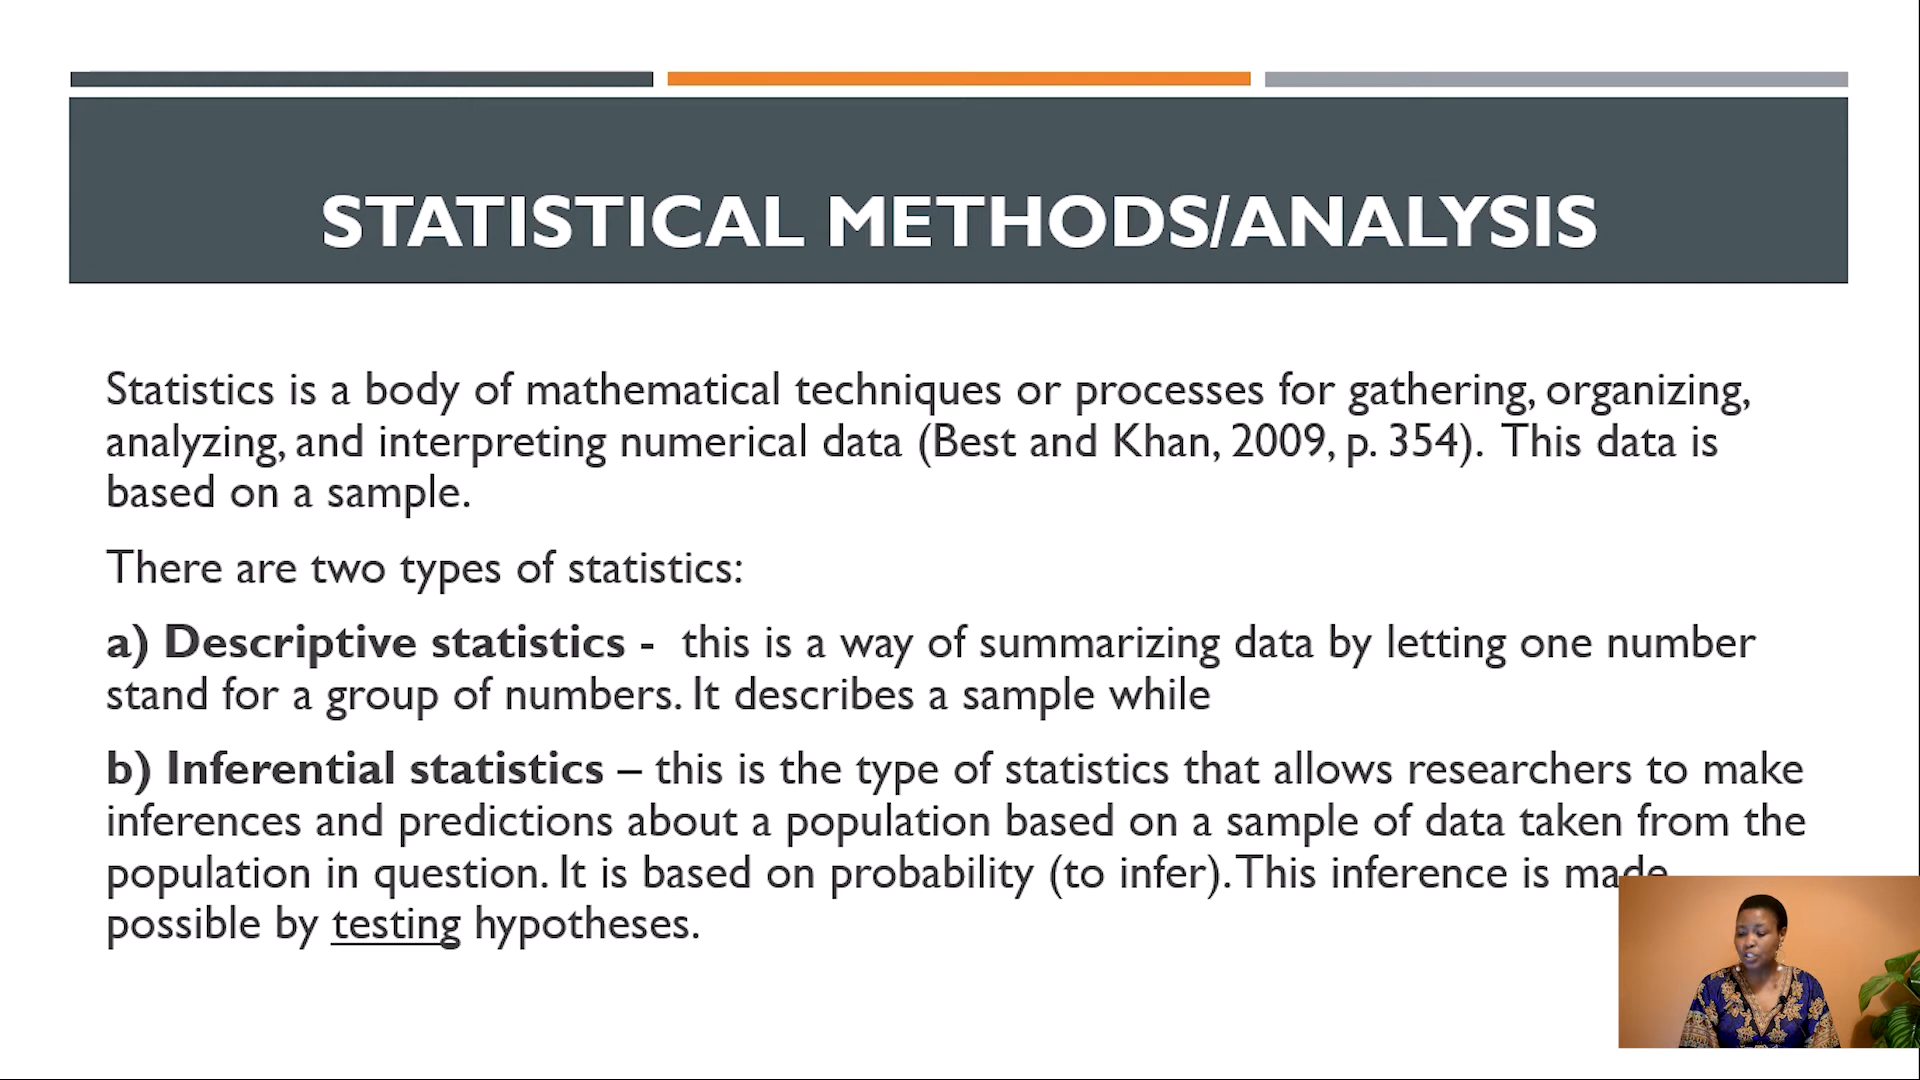 STATISTICAL METHODS/ANALYSIS
Statistics is a body of mathematical techniques or processes for gathering, organizing,
analyzing, and interpreting numerical data (Best and Khan, 2009, p. 354). This data is
based on a sample.
There are two types of statistics:
a) Descriptive statistics - this is a way of summarizing data by letting one number
stand for a group of numbers. It describes a sample while
b) Inferential statistics – this is the type of statistics that allows researchers to make
inferences and predictions about a population based on a sample of data taken from the
population in question. It is based on probability (to infer). This inference is made
possible by testing hypotheses.